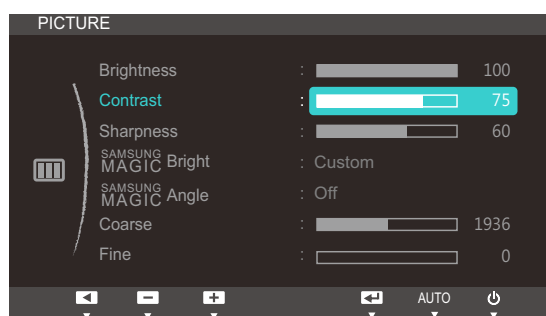 PICTURE
Brightness : 100
Contrast : 75
Sharpness : 60
SAMSUNG MAGIC Bright : Custom
SAMSUNG MAGIC Angle : Off
Coarse : 1936
Fine : 0
AUTO